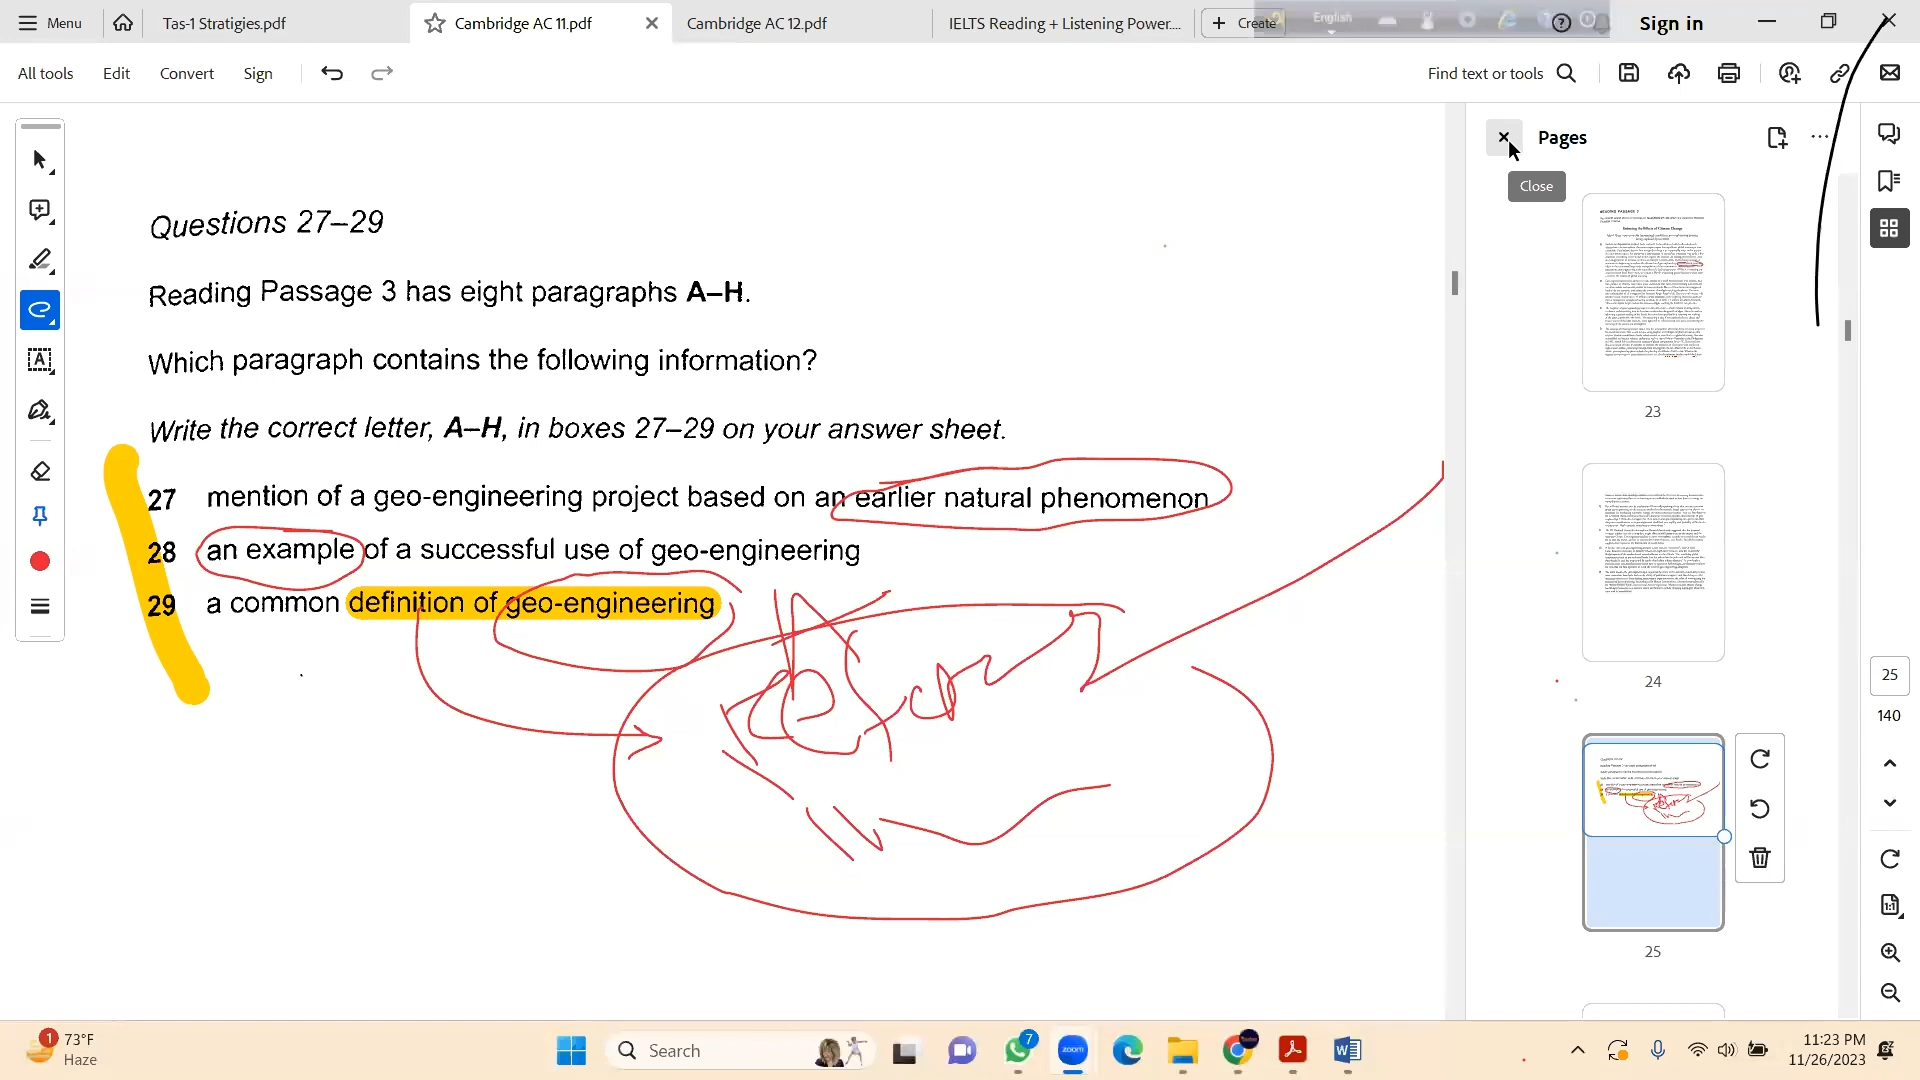 Menu
Tas-1 Stratigies.pdf
Cambridge AC 11.pdf
Cambridge AC 12.pdf
IELTS Reading + Listening Power....
Create
English
Sign in
All tools
Edit
Convert
Sign
Find text or tools
Pages
Close
Questions 27–29
Reading Passage 3 has eight paragraphs A–H.
Which paragraph contains the following information?
Write the correct letter, A–H, in boxes 27–29 on your answer sheet.
27 mention of a geo-engineering project based on an earlier natural phenomenon
28 an example of a successful use of geo-engineering
29 a common definition of geo-engineering
23
24
25
25
140
1
73°F
Haze
Search
7
zoom
11:23 PM
11/26/2023